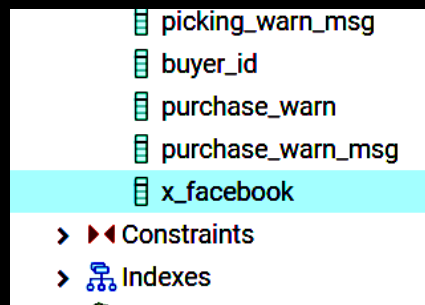 picking_warn_msg
buyer_id
purchase_warn
purchase_warn_msg
x_facebook
Constraints
Indexes